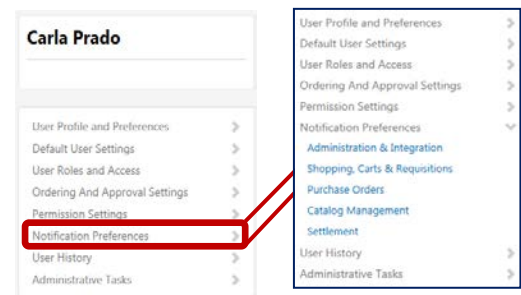 Carla Prado
User Profile and Preferences
Default User Settings
User Roles and Access
Ordering And Approval Settings
Permission Settings
Notification Preferences
User History
Administrative Tasks
User Profile and Preferences
Default User Settings
User Roles and Access
Ordering And Approval Settings
Permission Settings
Notification Preferences
Administration & Integration
Shopping, Carts & Requisitions
Purchase Orders
Catalog Management
Settlement
User History
Administrative Tasks